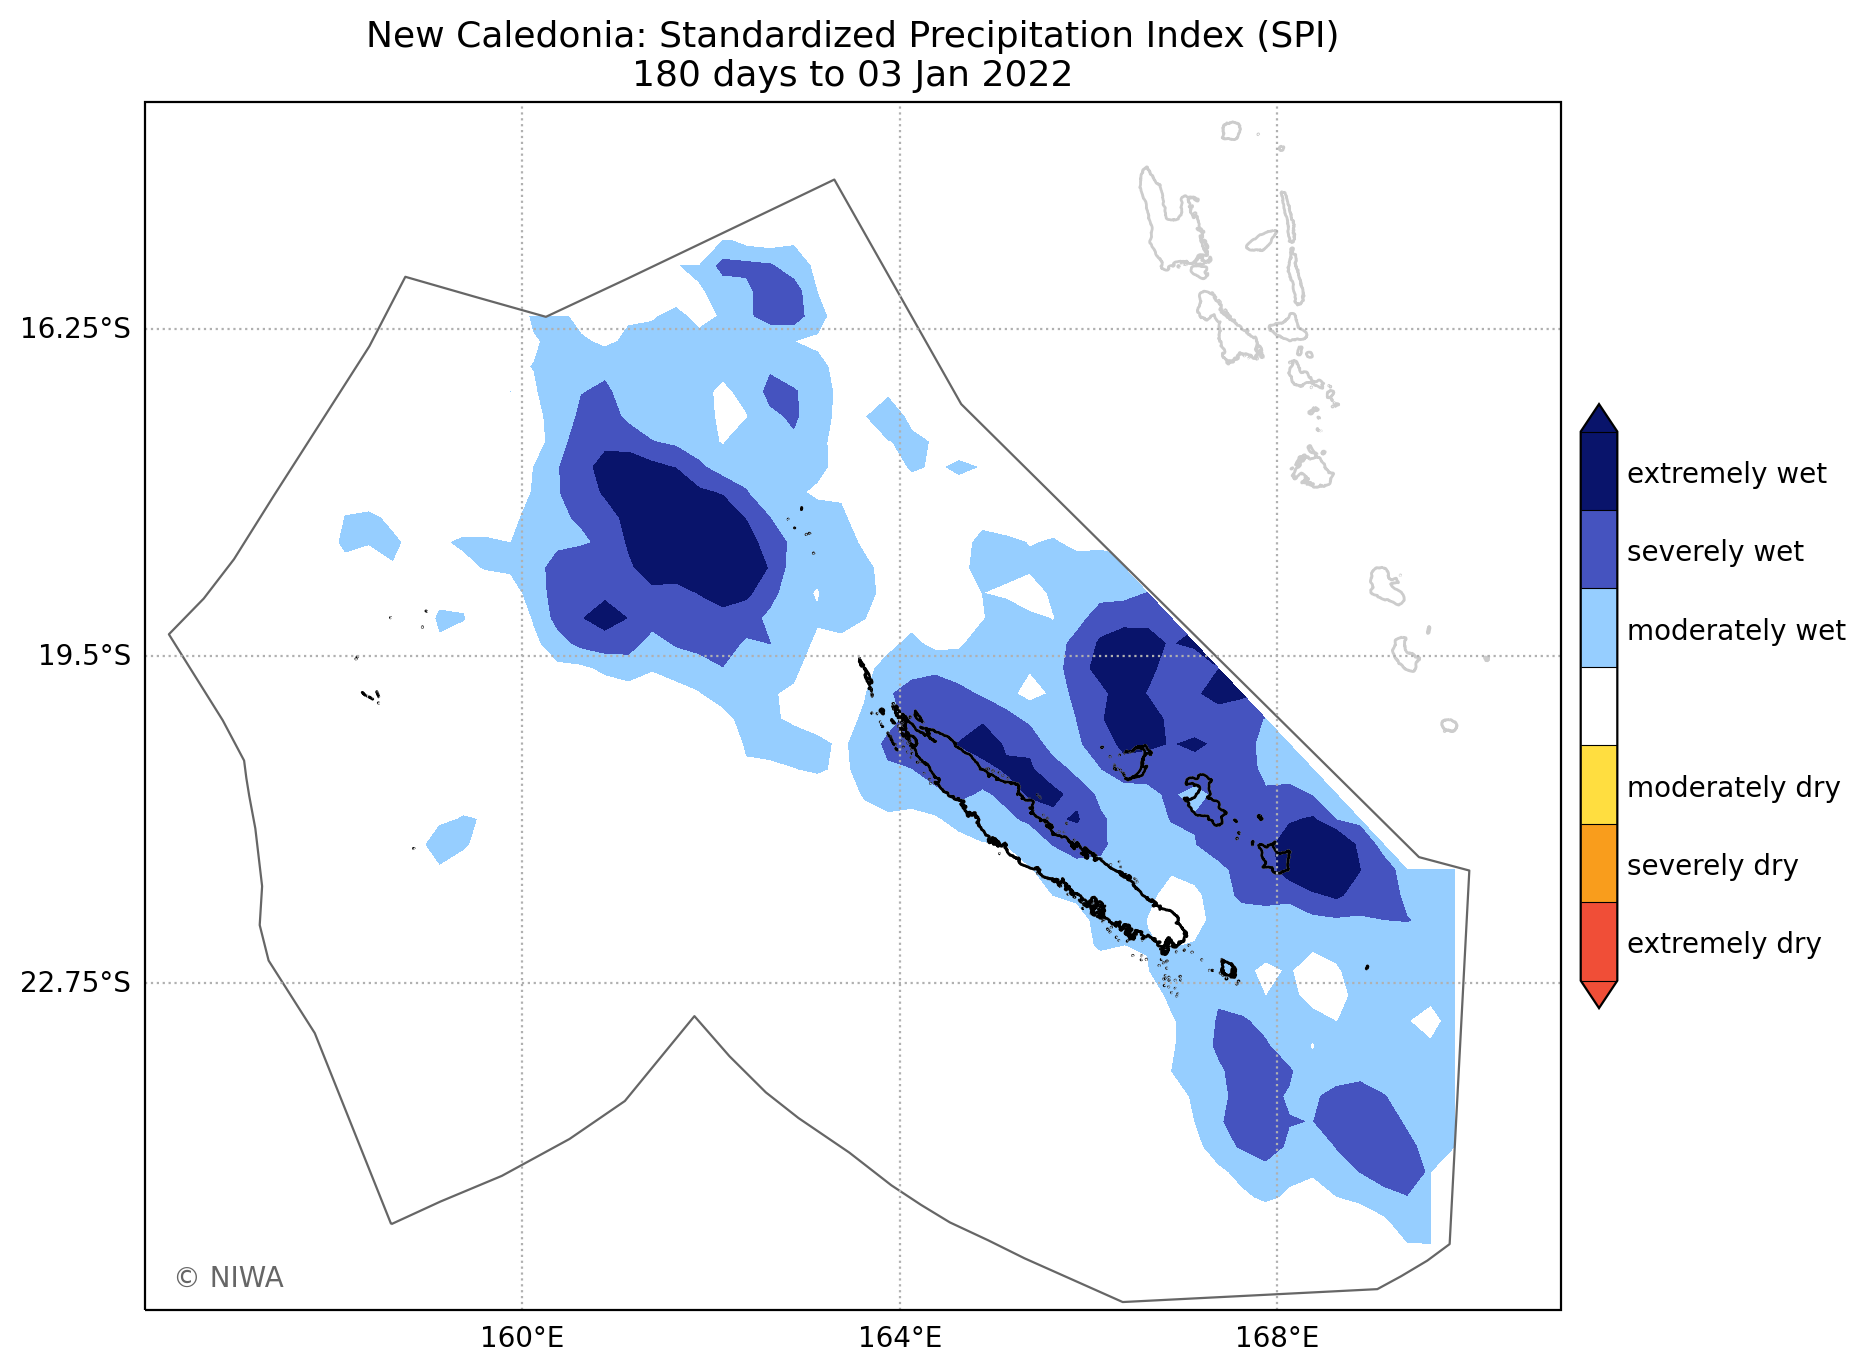 New Caledonia: Standardized Precipitation Index (SPI)
180 days to 03 Jan 2022
16.25°S
19.5°S
22.75°S
160°E
164°E
168°E
extremely wet
severely wet
moderately wet
moderately dry
severely dry
extremely dry
© NIWA